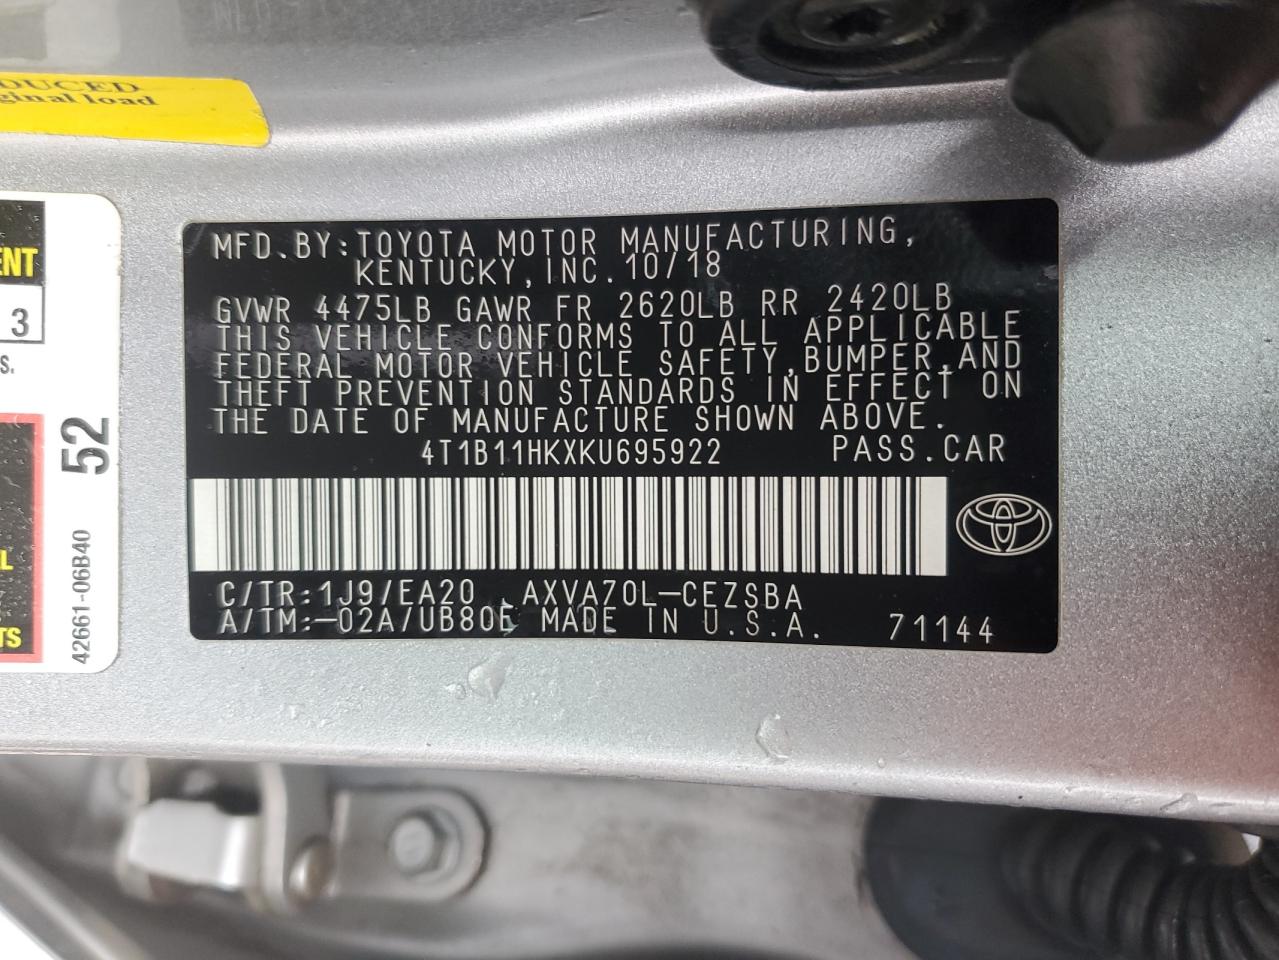 DUCED
ginal load
ENT
3
S.
52
42661-06B40
L
TS
MFD.BY:TOYOTA MOTOR MANUFACTURING,
KENTUCKY,INC.10/18
GVWR 4475LB GAWR FR 2620LB RR 2420LB
THIS VEHICLE CONFORMS TO ALL APPLICABLE
FEDERAL MOTOR VEHICLE SAFETY,BUMPER,AND
THEFT PREVENTION STANDARDS IN EFFECT ON
THE DATE OF MANUFACTURE SHOWN ABOVE.
4T1B11HKXKU695922 PASS.CAR
C/TR:1J9/EA20 AXVA70L-CEZSBA
A/TM:-02A/UB80E MADE IN U.S.A. 71144